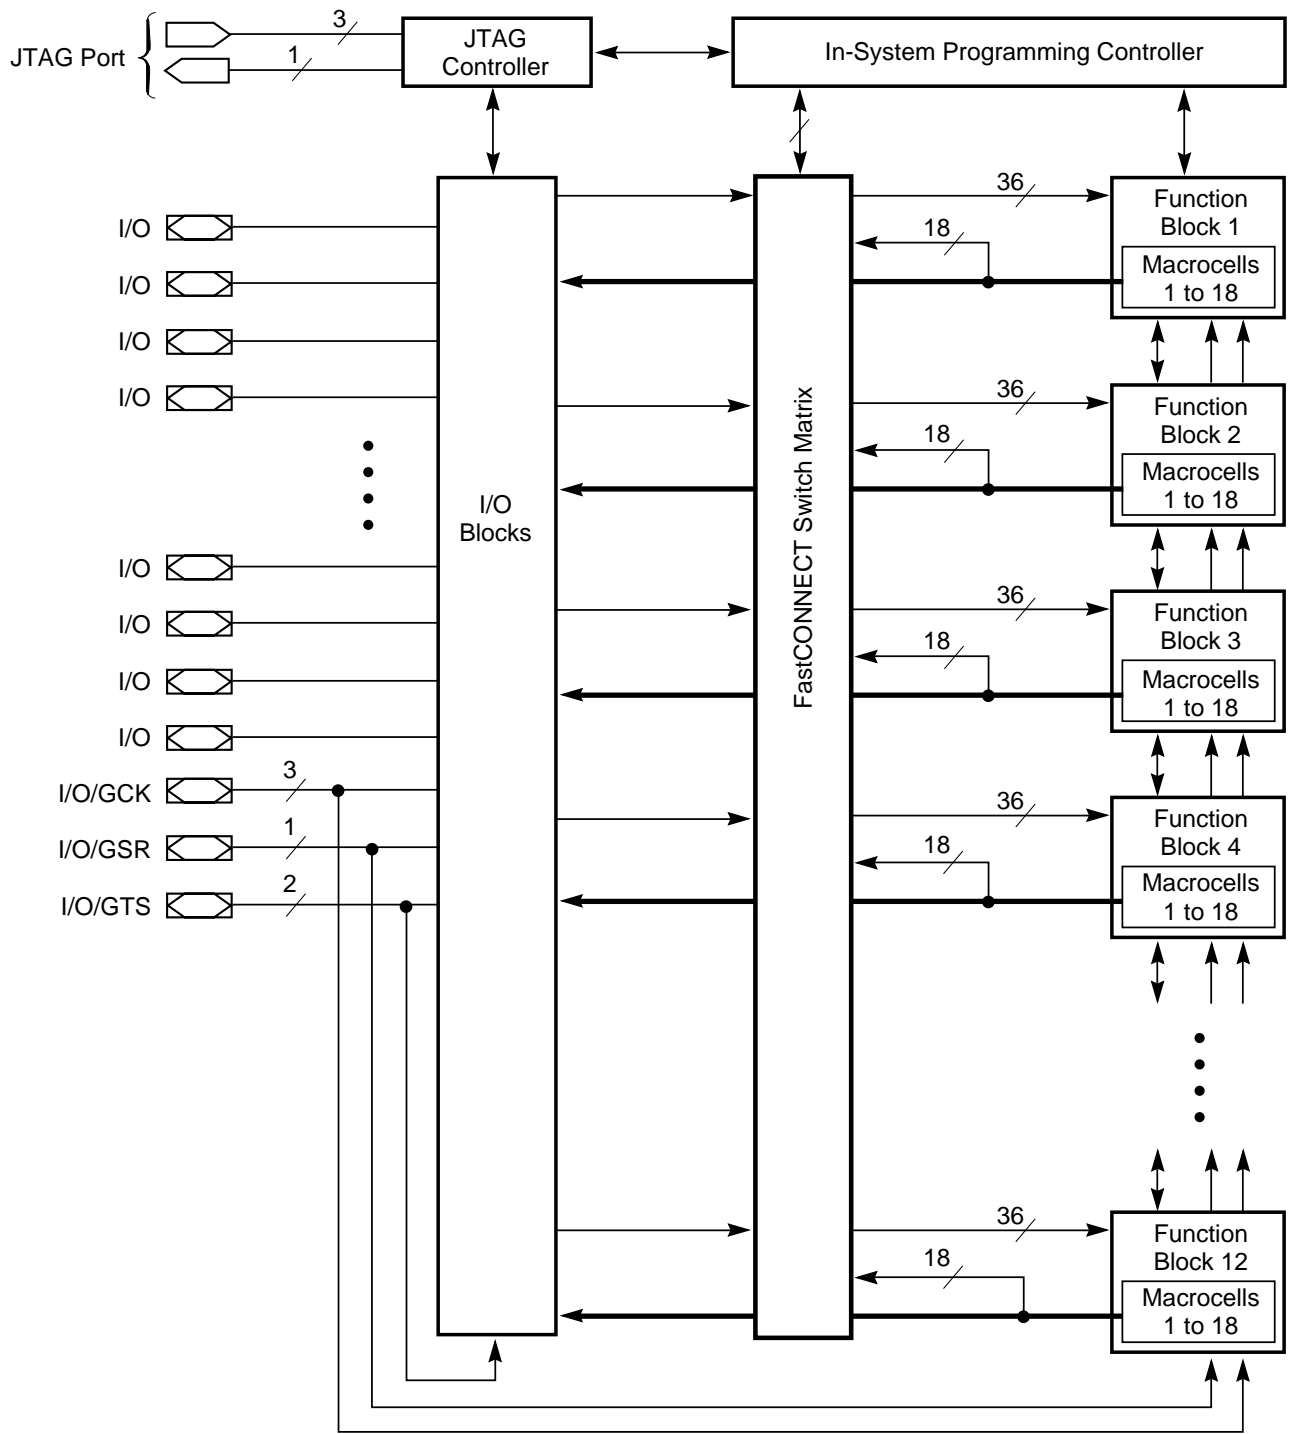 3
JTAG Port
1
JTAG
Controller
In-System Programming Controller
I/O
I/O
I/O
I/O
I/O
I/O
I/O
I/O
3
I/O/GCK
1
I/O/GSR
2
I/O/GTS
I/O
Blocks
FastCONNECT Switch Matrix
36
18
Function
Block 1
Macrocells
1 to 18
36
18
Function
Block 2
Macrocells
1 to 18
36
18
Function
Block 3
Macrocells
1 to 18
36
18
Function
Block 4
Macrocells
1 to 18
36
18
Function
Block 12
Macrocells
1 to 18